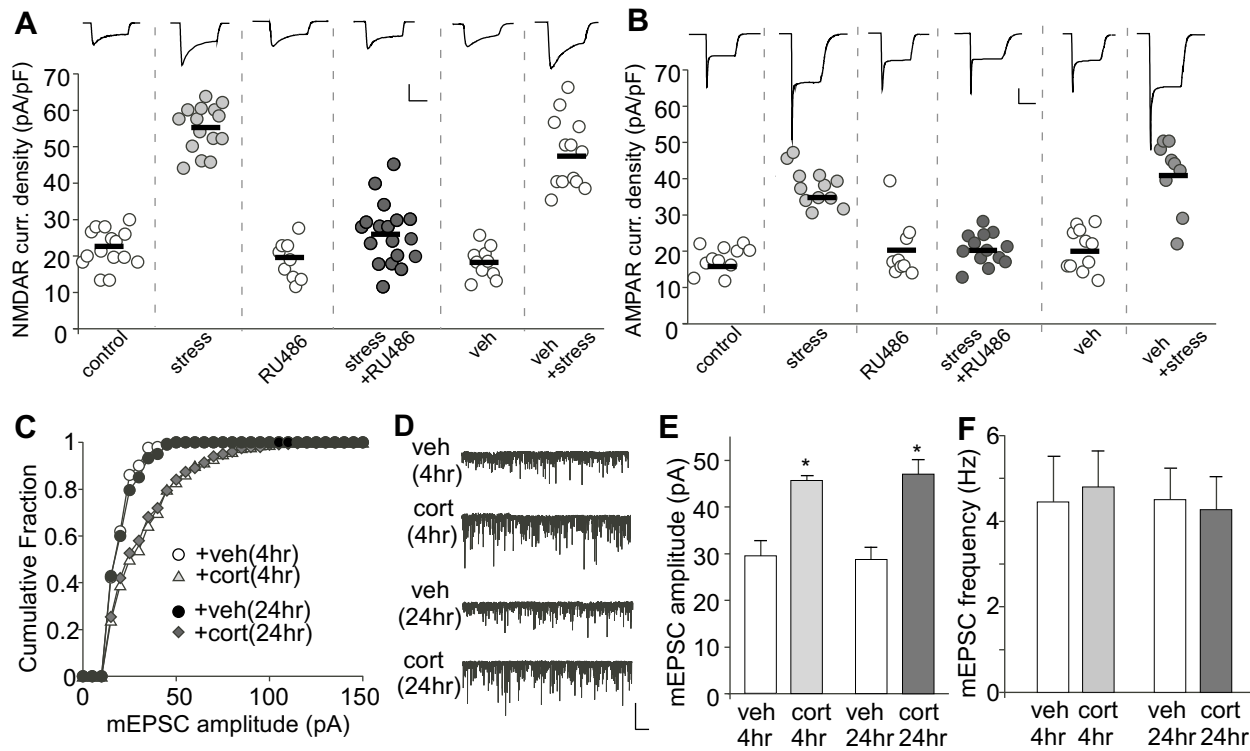 A
NMDAR curr. density (pA/pF)
70
60
50
40
30
20
10
0
control
stress
RU486
stress
+RU486
veh
veh
+stress
B
AMPAR curr. density (pA/pF)
70
60
50
40
30
20
10
0
control
stress
RU486
stress
+RU486
veh
veh
+stress
C
Cumulative Fraction
1
0.8
0.6
0.4
0.2
0
+veh(4hr)
+cort(4hr)
+veh(24hr)
+cort(24hr)
0
50
100
150
mEPSC amplitude (pA)
D
veh
(4hr)
cort
(4hr)
veh
(24hr)
cort
(24hr)
E
mEPSC amplitude (pA)
50
40
30
20
10
0
*
*
veh
4hr
cort
4hr
veh
24hr
cort
24hr
F
mEPSC frequency (Hz)
6
4
2
0
veh
4hr
cort
4hr
veh
24hr
cort
24hr